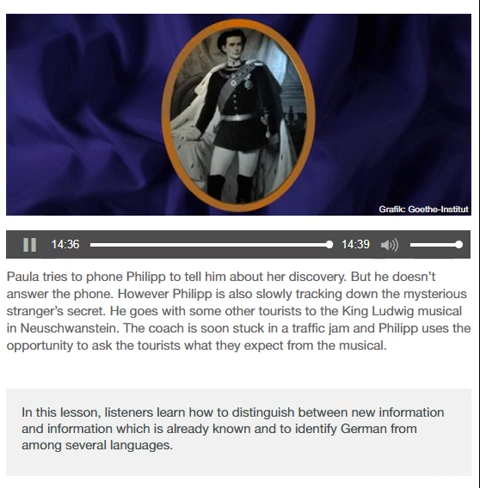 Grafik: Goethe-Institut
14:36
14:39
Paula tries to phone Philipp to tell him about her discovery. But he doesn't
answer the phone. However Philipp is also slowly tracking down the mysterious
stranger's secret. He goes with some other tourists to the King Ludwig musical
in Neuschwanstein. The coach is soon stuck in a traffic jam and Philipp uses the
opportunity to ask the tourists what they expect from the musical.
In this lesson, listeners learn how to distinguish between new information
and information which is already known and to identify German from
among several languages.